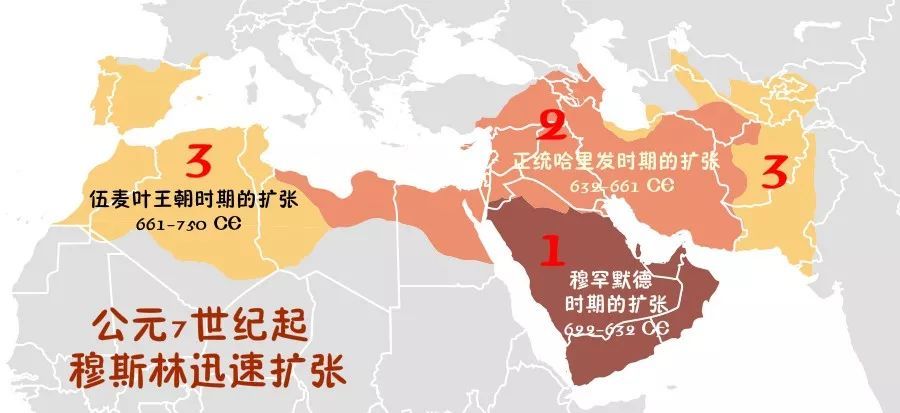 3
伍麦叶王朝时期的扩张
661-750 CE
2
正统哈里发时期的扩张
632-661 CE
3
1
穆罕默德
时期的扩张
622-632 CE
公元7世纪起
穆斯林迅速扩张